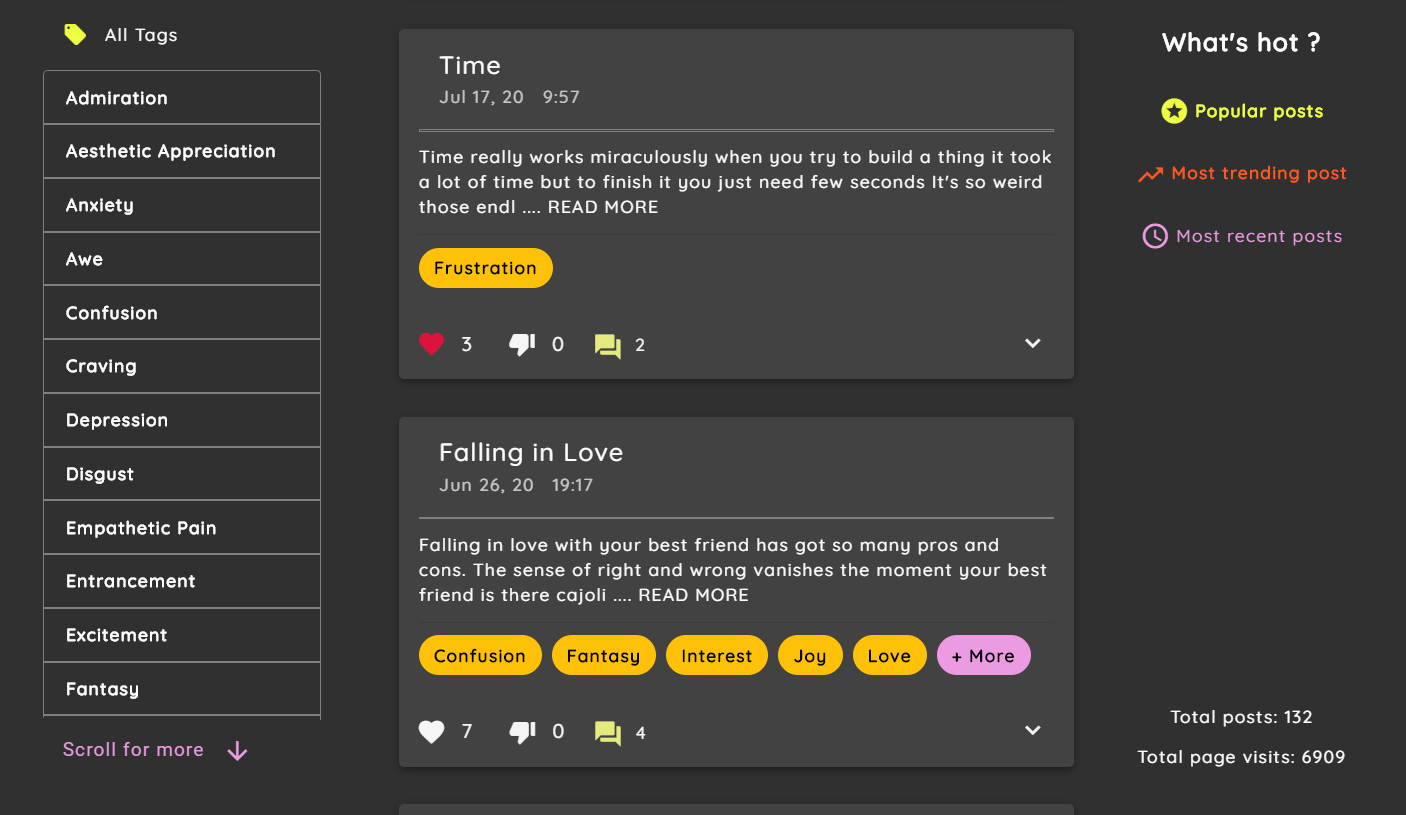 All Tags
Admiration
Aesthetic Appreciation
Anxiety
Awe
Confusion
Craving
Depression
Disgust
Empathetic Pain
Entrancement
Excitement
Fantasy
Scroll for more
Time
Jul 17, 20 9:57
Time really works miraculously when you try to build a thing it took
a lot of time but to finish it you just need few seconds It's so weird
those endl .... READ MORE
Frustration
3 0 2
Falling in Love
Jun 26, 20 19:17
Falling in love with your best friend has got so many pros and
cons. The sense of right and wrong vanishes the moment your best
friend is there cajoli .... READ MORE
Confusion Fantasy Interest Joy Love + More
7 0 4
What's hot ?
Popular posts
Most trending post
Most recent posts
Total posts: 132
Total page visits: 6909